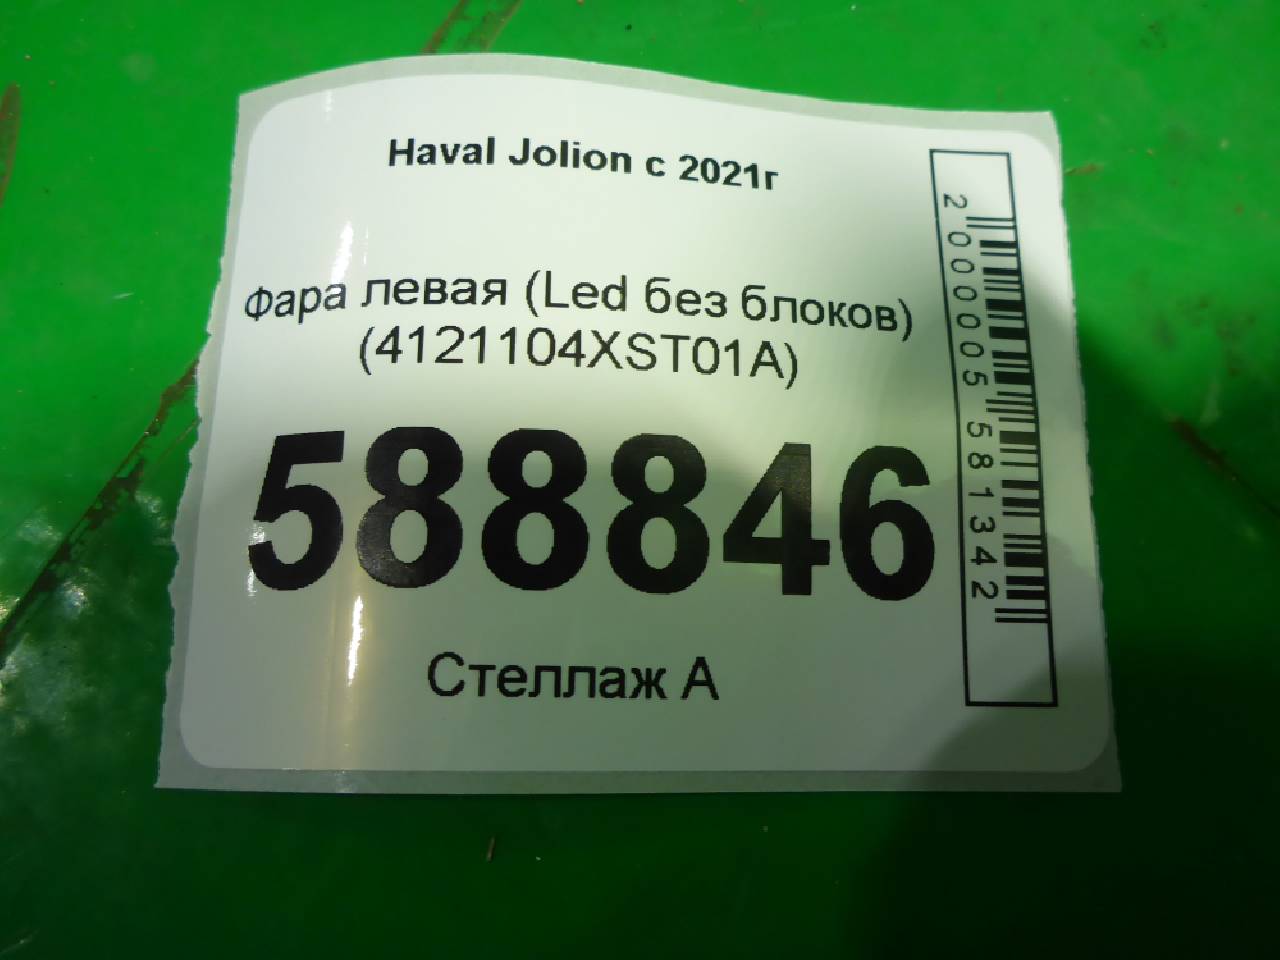 Haval Jolion с 2021г
Фара левая (Led без блоков)
(4121104XST01A)
588846
Стеллаж А
2000005581342